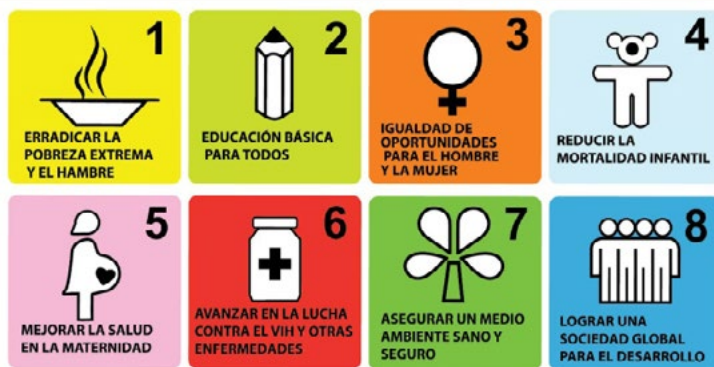 1
ERRADICAR LA
POBREZA EXTREMA
Y EL HAMBRE
2
EDUCACIÓN BÁSICA
PARA TODOS
3
IGUALDAD DE
OPORTUNIDADES
PARA EL HOMBRE
Y LA MUJER
4
REDUCIR LA
MORTALIDAD INFANTIL
5
MEJORAR LA SALUD
EN LA MATERNIDAD
6
AVANZAR EN LA LUCHA
CONTRA EL VIH Y OTRAS
ENFERMEDADES
7
ASEGURAR UN MEDIO
AMBIENTE SANO Y
SEGURO
8
LOGRAR UNA
SOCIEDAD GLOBAL
PARA EL DESARROLLO